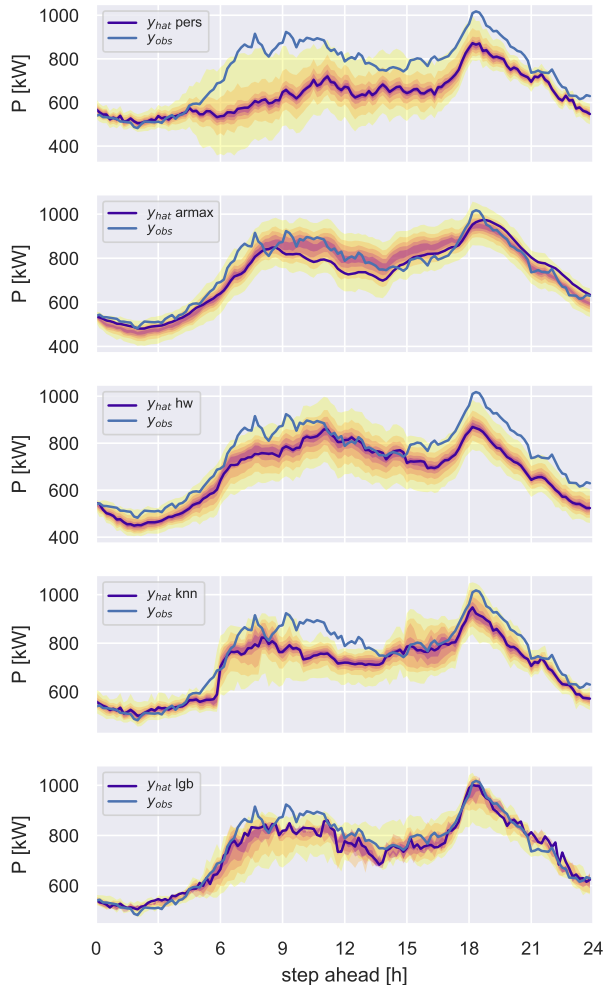 y_hat pers
y_obs
1000
800
600
400
P [kW]
y_hat armax
y_obs
1000
800
600
400
P [kW]
y_hat hw
y_obs
1000
800
600
400
P [kW]
y_hat knn
y_obs
1000
800
600
P [kW]
y_hat lgb
y_obs
1000
800
600
P [kW]
0 3 6 9 12 15 18 21 24
step ahead [h]